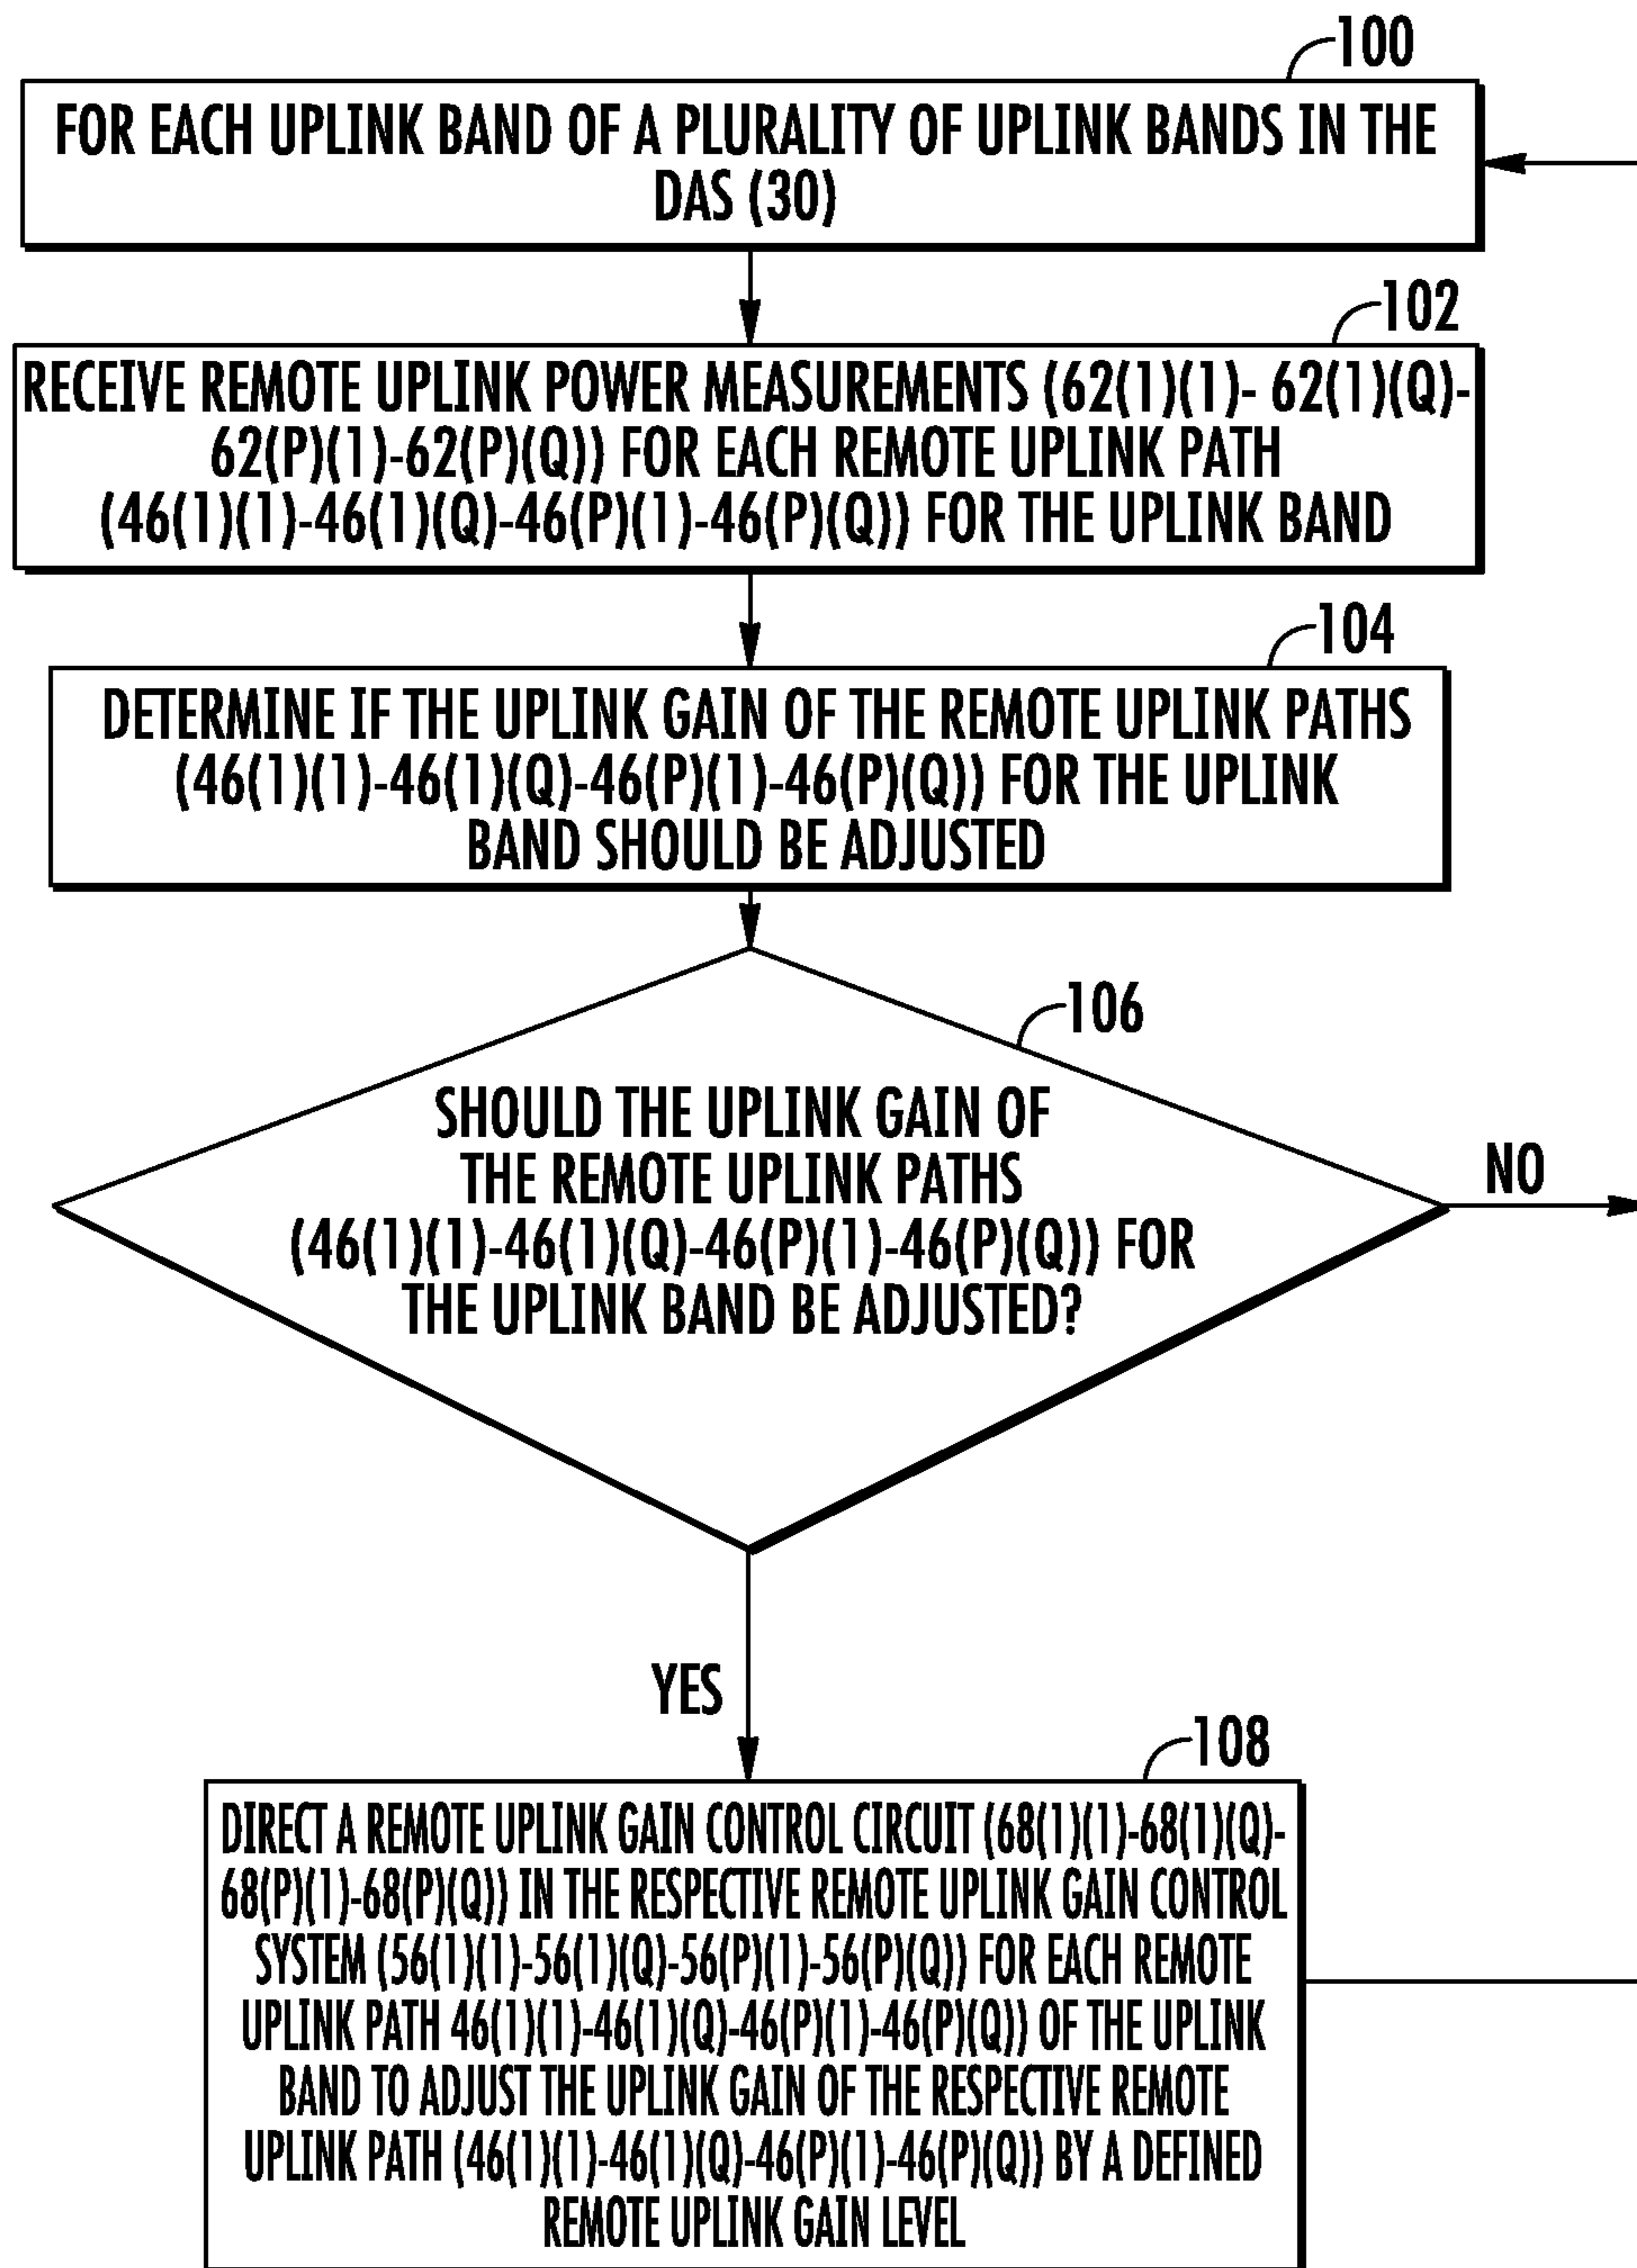 100
FOR EACH UPLINK BAND OF A PLURALITY OF UPLINK BANDS IN THE
DAS (30)
102
RECEIVE REMOTE UPLINK POWER MEASUREMENTS (62(1)(1)- 62(1)(Q)-
62(P)(1)-62(P)(Q)) FOR EACH REMOTE UPLINK PATH
(46(1)(1)-46(1)(Q)-46(P)(1)-46(P)(Q)) FOR THE UPLINK BAND
104
DETERMINE IF THE UPLINK GAIN OF THE REMOTE UPLINK PATHS
(46(1)(1)-46(1)(Q)-46(P)(1)-46(P)(Q)) FOR THE UPLINK
BAND SHOULD BE ADJUSTED
106
SHOULD THE UPLINK GAIN OF
THE REMOTE UPLINK PATHS
(46(1)(1)-46(1)(Q)-46(P)(1)-46(P)(Q)) FOR
THE UPLINK BAND BE ADJUSTED?
NO
YES
108
DIRECT A REMOTE UPLINK GAIN CONTROL CIRCUIT (68(1)(1)-68(1)(Q)-
68(P)(1)-68(P)(Q)) IN THE RESPECTIVE REMOTE UPLINK GAIN CONTROL
SYSTEM (56(1)(1)-56(1)(Q)-56(P)(1)-56(P)(Q)) FOR EACH REMOTE
UPLINK PATH 46(1)(1)-46(1)(Q)-46(P)(1)-46(P)(Q)) OF THE UPLINK
BAND TO ADJUST THE UPLINK GAIN OF THE RESPECTIVE REMOTE
UPLINK PATH (46(1)(1)-46(1)(Q)-46(P)(1)-46(P)(Q)) BY A DEFINED
REMOTE UPLINK GAIN LEVEL